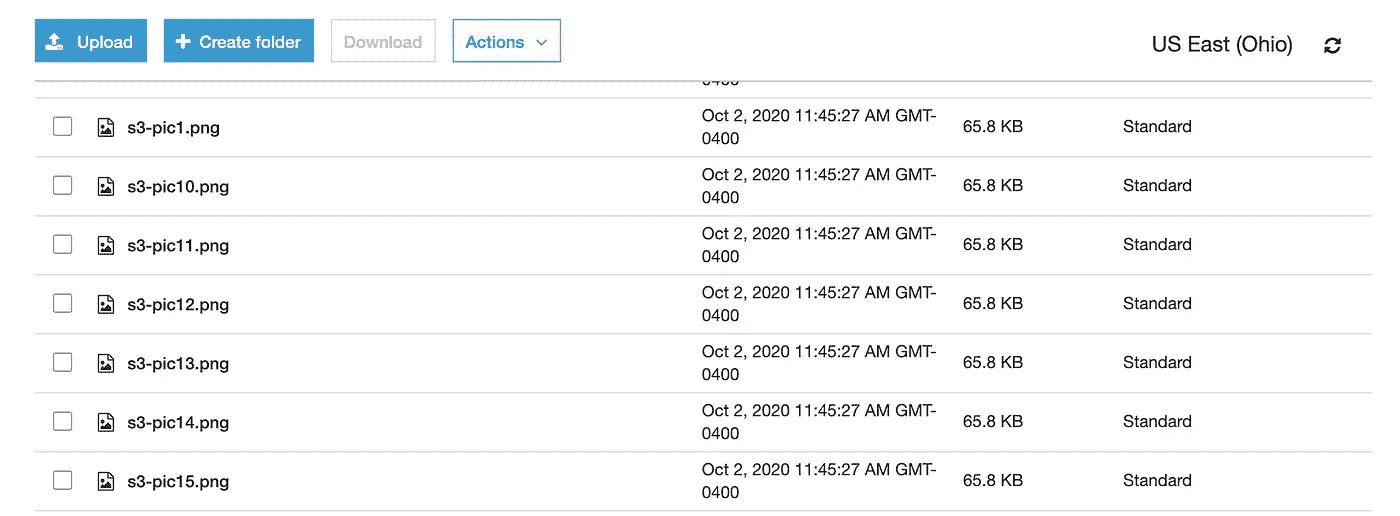 Upload Create folder Download Actions US East (Ohio)
0400
s3-pic1.png Oct 2, 2020 11:45:27 AM GMT- 65.8 KB Standard
0400
s3-pic10.png Oct 2, 2020 11:45:27 AM GMT- 65.8 KB Standard
0400
s3-pic11.png Oct 2, 2020 11:45:27 AM GMT- 65.8 KB Standard
0400
s3-pic12.png Oct 2, 2020 11:45:27 AM GMT- 65.8 KB Standard
0400
s3-pic13.png Oct 2, 2020 11:45:27 AM GMT- 65.8 KB Standard
0400
s3-pic14.png Oct 2, 2020 11:45:27 AM GMT- 65.8 KB Standard
0400
s3-pic15.png Oct 2, 2020 11:45:27 AM GMT- 65.8 KB Standard
0400